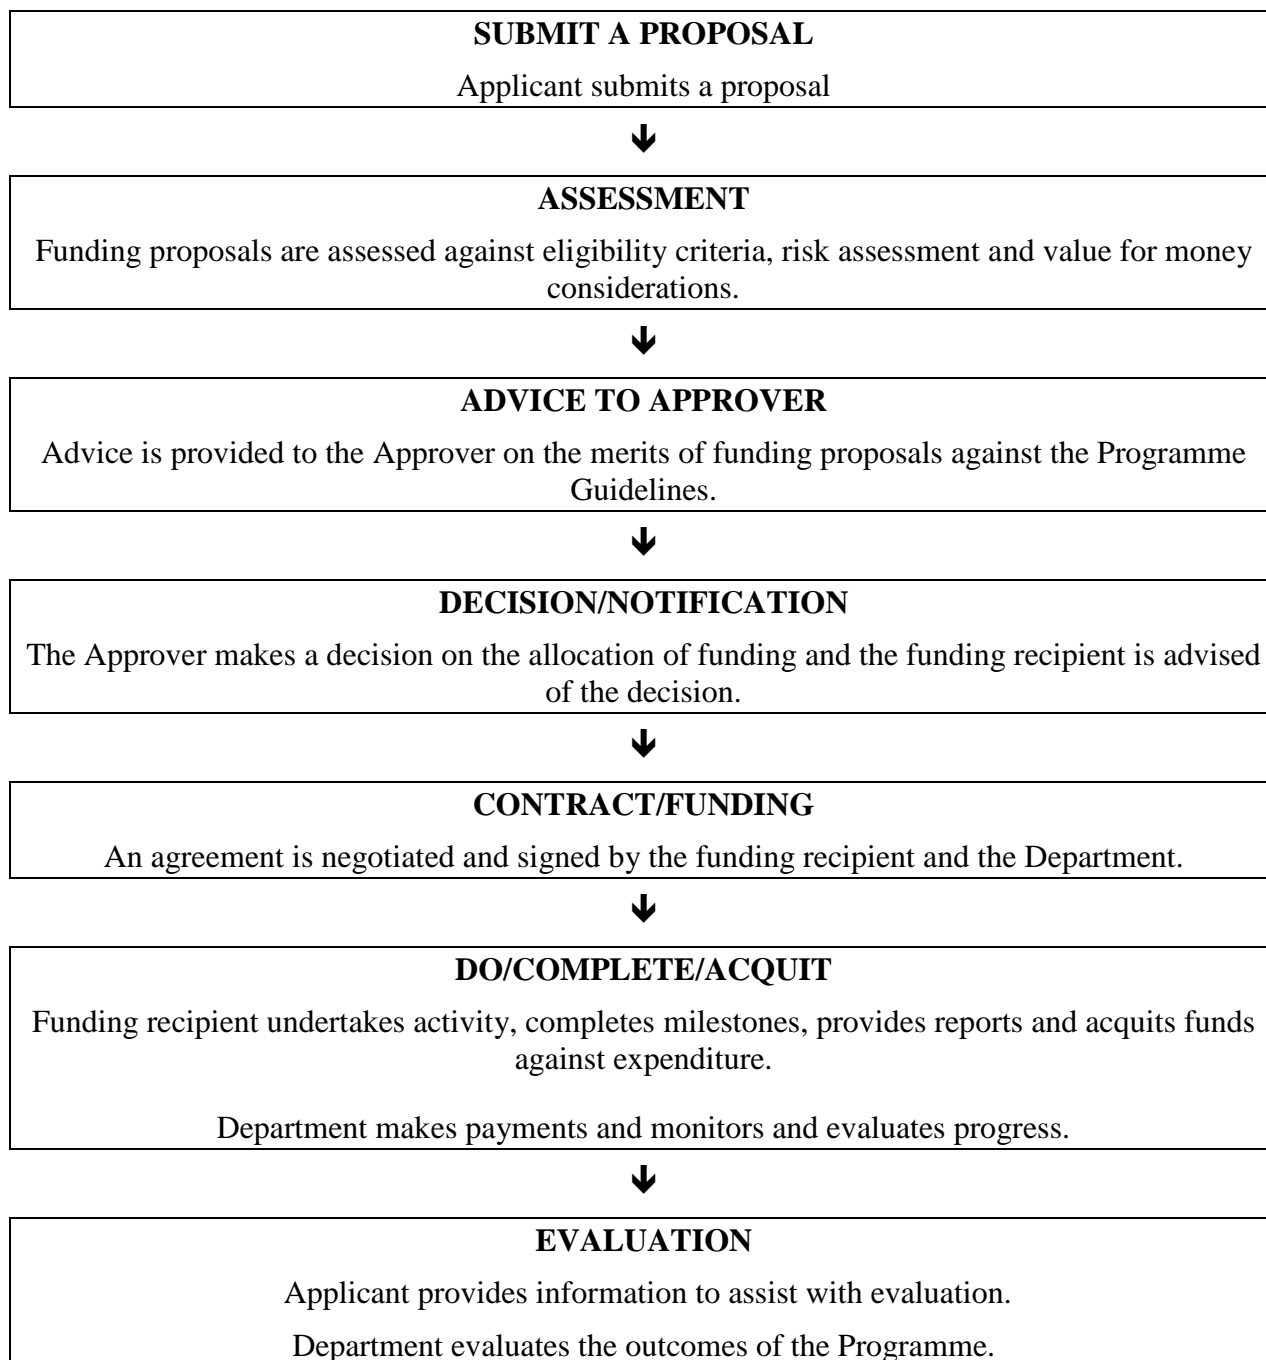 SUBMIT A PROPOSAL
Applicant submits a proposal
ASSESSMENT
Funding proposals are assessed against eligibility criteria, risk assessment and value for money
considerations.
ADVICE TO APPROVER
Advice is provided to the Approver on the merits of funding proposals against the Programme
Guidelines.
DECISION/NOTIFICATION
The Approver makes a decision on the allocation of funding and the funding recipient is advised
of the decision.
CONTRACT/FUNDING
An agreement is negotiated and signed by the funding recipient and the Department.
DO/COMPLETE/ACQUIT
Funding recipient undertakes activity, completes milestones, provides reports and acquits funds
against expenditure.
Department makes payments and monitors and evaluates progress.
EVALUATION
Applicant provides information to assist with evaluation.
Department evaluates the outcomes of the Programme.